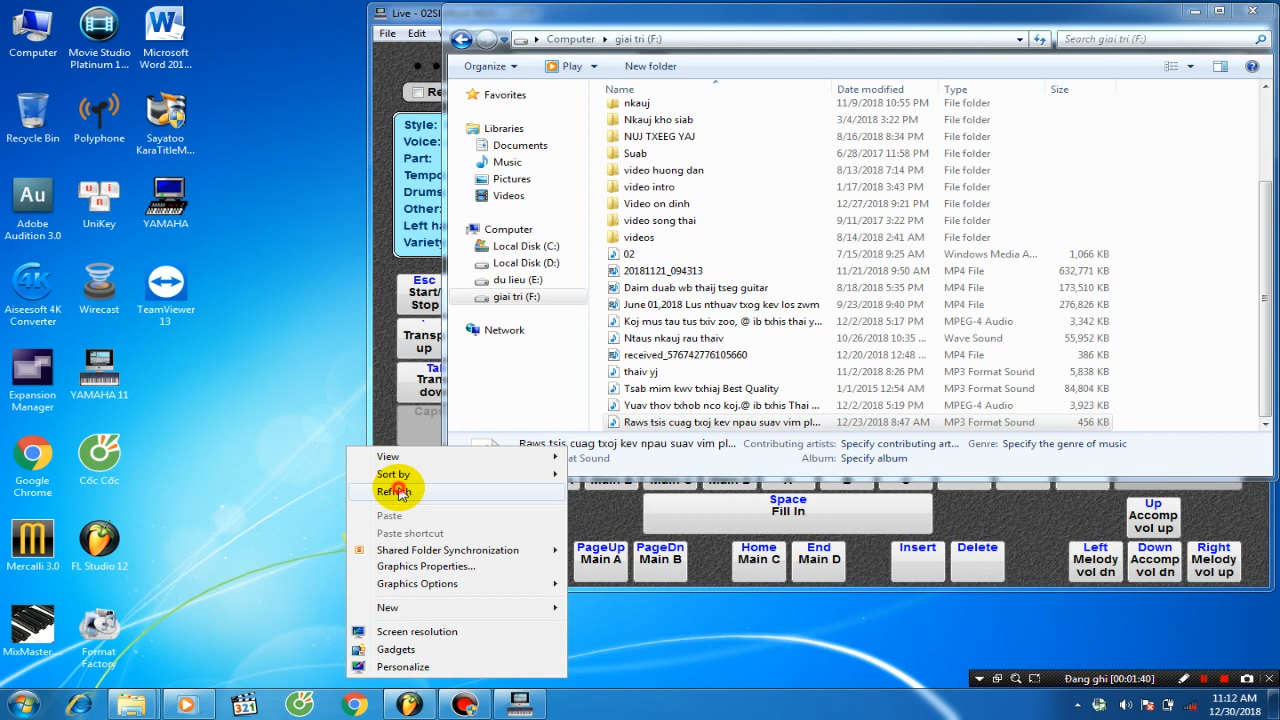 Computer
Movie Studio
Platinum 1...
Microsoft
Word 201...
Recycle Bin
Polyphone
Sayatoo
KaraTitleM...
Adobe
Audition 3.0
UniKey
YAMAHA
Aiseesoft 4K
Converter
Wirecast
TeamViewer
13
Expansion
Manager
YAMAHA 11
Google
Chrome
Cốc Cốc
Mercalli 3.0
FL Studio 12
MixMaster...
Format
Factory
Live - 02S
File Edit
Style:
Voice:
Part:
Tempo
Drums
Other:
Left ha
Variety
Esc
Start/
Stop
Transp
up
Ta
Tran
dow
Caps
Computer
giai tri (F:)
Search giai tri (F:)
Organize
Play
New folder
Favorites
Libraries
Documents
Music
Pictures
Videos
Computer
Local Disk (C:)
Local Disk (D:)
du lieu (E:)
giai tri (F:)
Network
Name Date modified Type Size
nkauj 11/9/2018 10:55 PM File folder
Nkauj kho siab 3/4/2018 3:22 PM File folder
NUJ TXEEG YAJ 8/16/2018 8:34 PM File folder
Suab 6/28/2017 11:58 PM File folder
video huong dan 8/13/2018 7:14 PM File folder
video intro 1/17/2018 3:43 PM File folder
Video on dinh 12/27/2018 9:21 PM File folder
video song thai 9/11/2017 3:22 PM File folder
videos 8/14/2018 2:41 AM File folder
02 7/15/2018 9:25 AM Windows Media A... 1,066 KB
20181121_094313 11/21/2018 9:50 AM MP4 File 632,771 KB
Daim duab wb thaij tseg guitar 8/18/2018 5:35 PM MP4 File 173,510 KB
June 01,2018 Lus nthuav txog kev los zwm 9/23/2018 9:40 PM MP4 File 276,826 KB
Koj mus tau tus txiv zoo, @ ib txhis thai y... 12/2/2018 5:17 PM MPEG-4 Audio 3,342 KB
Ntaus nkauj rau thaiv 10/26/2018 10:35 ... Wave Sound 55,952 KB
received_576742776105660 12/20/2018 12:48 ... MP4 File 386 KB
thaiv yj 11/2/2018 8:26 PM MP3 Format Sound 5,838 KB
Tsab mim kwv txhiaj Best Quality 1/1/2015 12:54 AM MP3 Format Sound 84,804 KB
Yuav thov txhob nco koj,@ ib txhis Thai ... 12/2/2018 5:19 PM MPEG-4 Audio 3,923 KB
Raws tsis cuag txoj kev npau suav vim pl... 12/23/2018 8:47 AM MP3 Format Sound 456 KB
Raws tsis cuag txoj kev npau suav vim pl... Contributing artists: Specify contributing art... Genre: Specify the genre of music
Format Sound Album: Specify album
View
Sort by
Refresh
Paste
Paste shortcut
Shared Folder Synchronization
Graphics Properties...
Graphics Options
New
Screen resolution
Gadgets
Personalize
Space
Fill In
Up
Accomp
vol up
PageUp
Main A
PageDn
Main B
Home
Main C
End
Main D
Insert
Delete
Left
Melody
vol dn
Down
Accomp
vol dn
Right
Melody
vol up
Đang ghi [00:01:40]
321
11:12 AM
12/30/2018